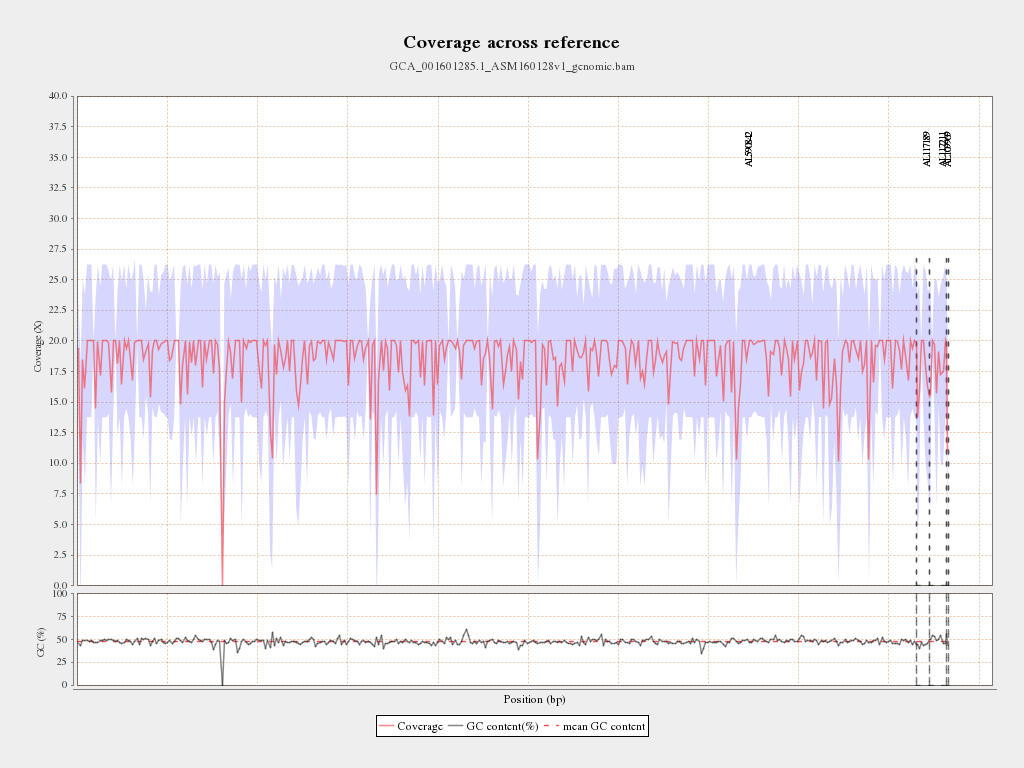 Coverage across reference
GCA_001601285.1_ASM160128v1_genomic.bam
40.0
37.5
35.0
32.5
30.0
27.5
25.0
22.5
20.0
17.5
15.0
12.5
10.0
7.5
5.0
2.5
0.0
Coverage (X)
AL590842
AL117189
AL117211
AL109969
100
75
50
25
0
GC (%)
Position (bp)
Coverage GC content(%) mean GC content